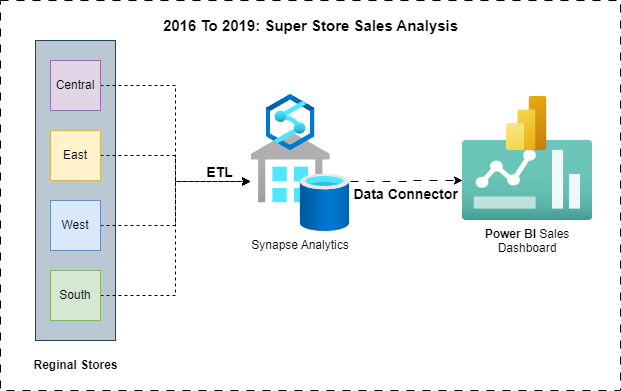 2016 To 2019: Super Store Sales Analysis
Central
East
West
South
Reginal Stores
ETL
Synapse Analytics
Data Connector
Power BI Sales
Dashboard